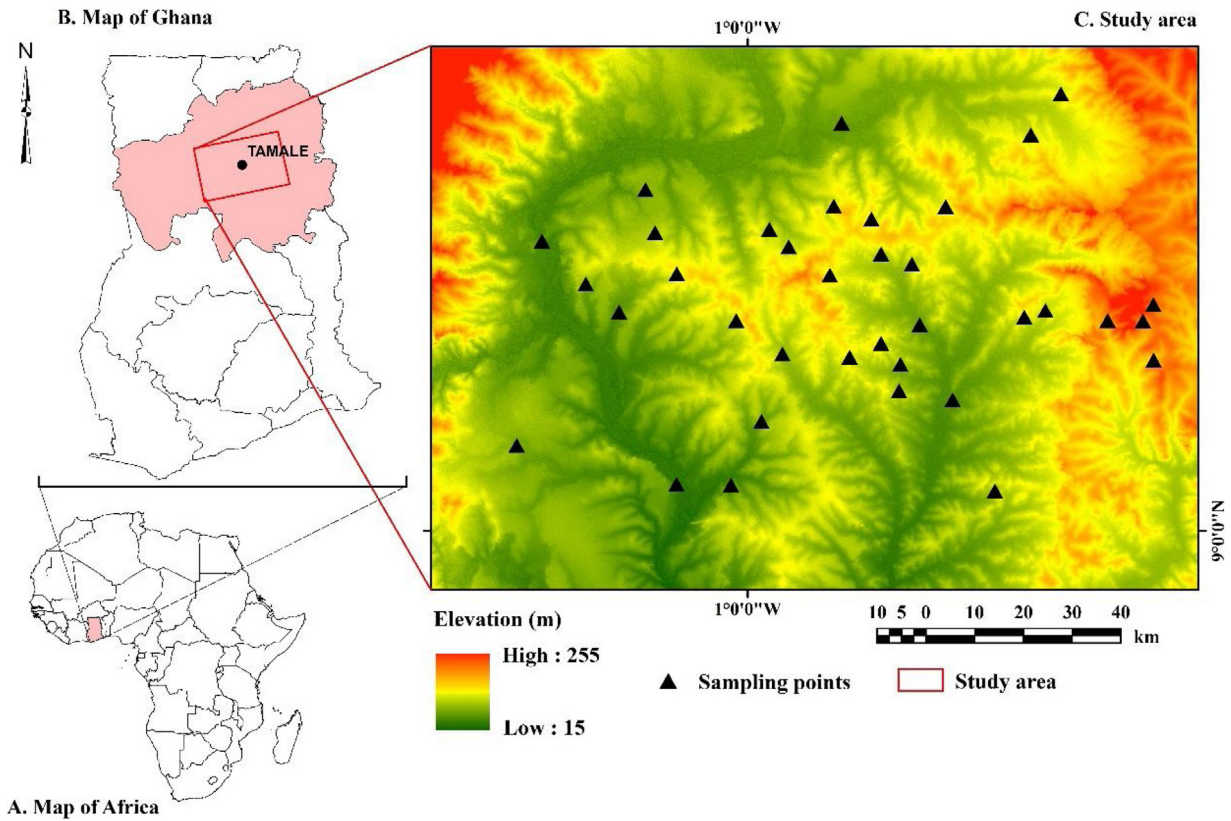 B. Map of Ghana
N
TAMALE
C. Study area
1°0'0"W
9°0'0"N
1°0'0"W
Elevation (m)
High : 255
Low : 15
10 5 0 10 20 30 40
km
Sampling points
Study area
A. Map of Africa